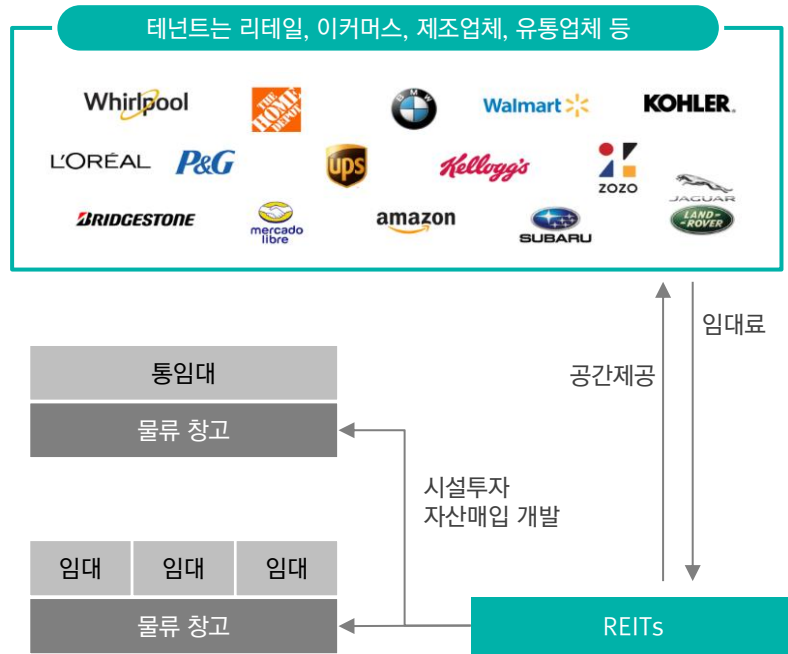 테넌트는 리테일, 이커머스, 제조업체, 유통업체 등
Whirlpool
THE HOME DEPOT
BMW
Walmart
KOHLER.
L'ORÉAL
P&G
ups
Kellogg's
ZOZO
JAGUAR
LAND-ROVER
BRIDGESTONE
mercado
libre
amazon
SUBARU
임대료
공간제공
통임대
물류 창고
시설투자
자산매입 개발
임대 임대 임대
물류 창고
REITs